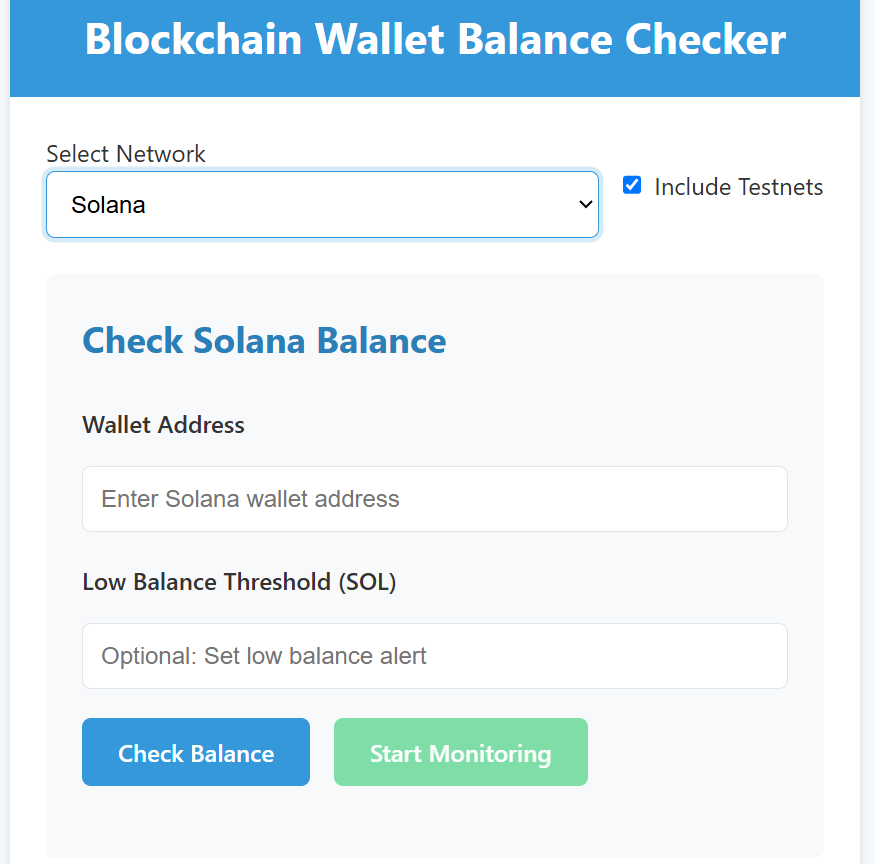 Blockchain Wallet Balance Checker
Select Network
Solana
Include Testnets
Check Solana Balance
Wallet Address
Enter Solana wallet address
Low Balance Threshold (SOL)
Optional: Set low balance alert
Check Balance
Start Monitoring